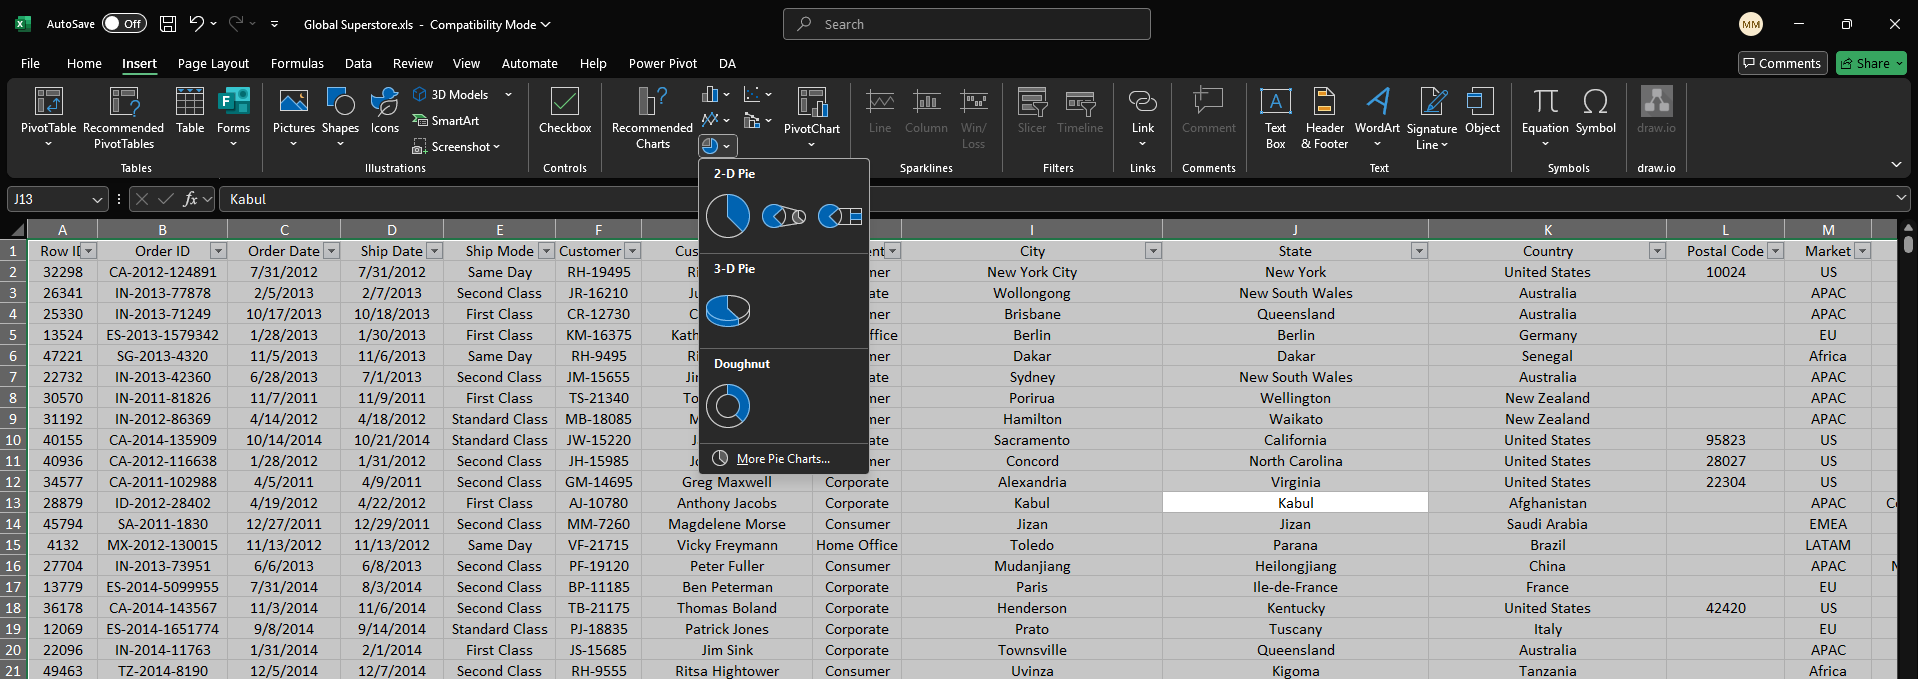 AutoSave Off Global Superstore.xls - Compatibility Mode Search MM
File Home Insert Page Layout Formulas Data Review View Automate Help Power Pivot DA Comments Share
PivotTable Recommended PivotTables Table Forms Pictures Shapes Icons 3D Models SmartArt Screenshot Checkbox Recommended Charts PivotChart Line Column Win/ Loss Slicer Timeline Link Comment Text Box Header & Footer WordArt Signature Line Object Equation Symbol draw.io
Tables Illustrations Controls Sparklines Filters Links Comments Text Symbols draw.io
J13 fx Kabul
2-D Pie
3-D Pie
Doughnut
More Pie Charts...
A B C D E F I J K L M
1 Row ID Order ID Order Date Ship Date Ship Mode Customer Cus ent City State Country Postal Code Market
2 32298 CA-2012-124891 7/31/2012 7/31/2012 Same Day RH-19495 Ri mer New York City New York United States 10024 US
3 26341 IN-2013-77878 2/5/2013 2/7/2013 Second Class JR-16210 Ju ate Wollongong New South Wales Australia APAC
4 25330 IN-2013-71249 10/17/2013 10/18/2013 First Class CR-12730 C mer Brisbane Queensland Australia APAC
5 13524 ES-2013-1579342 1/28/2013 1/30/2013 First Class KM-16375 Kath ffice Berlin Berlin Germany EU
6 47221 SG-2013-4320 11/5/2013 11/6/2013 Same Day RH-9495 Ri mer Dakar Dakar Senegal Africa
7 22732 IN-2013-42360 6/28/2013 7/1/2013 Second Class JM-15655 Jir ate Sydney New South Wales Australia APAC
8 30570 IN-2011-81826 11/7/2011 11/9/2011 First Class TS-21340 To mer Porirua Wellington New Zealand APAC
9 31192 IN-2012-86369 4/14/2012 4/18/2012 Standard Class MB-18085 M mer Hamilton Waikato New Zealand APAC
10 40155 CA-2014-135909 10/14/2014 10/21/2014 Standard Class JW-15220 J ate Sacramento California United States 95823 US
11 40936 CA-2012-116638 1/28/2012 1/31/2012 Second Class JH-15985 Jo mer Concord North Carolina United States 28027 US
12 34577 CA-2011-102988 4/5/2011 4/9/2011 Second Class GM-14695 Greg Maxwell Corporate Alexandria Virginia United States 22304 US
13 28879 ID-2012-28402 4/19/2012 4/22/2012 First Class AJ-10780 Anthony Jacobs Corporate Kabul Kabul Afghanistan APAC
14 45794 SA-2011-1830 12/27/2011 12/29/2011 Second Class MM-7260 Magdelene Morse Consumer Jizan Jizan Saudi Arabia EMEA
15 4132 MX-2012-130015 11/13/2012 11/13/2012 Same Day VF-21715 Vicky Freymann Home Office Toledo Parana Brazil LATAM
16 27704 IN-2013-73951 6/6/2013 6/8/2013 Second Class PF-19120 Peter Fuller Consumer Mudanjiang Heilongjiang China APAC
17 13779 ES-2014-5099955 7/31/2014 8/3/2014 Second Class BP-11185 Ben Peterman Corporate Paris Ile-de-France France EU
18 36178 CA-2014-143567 11/3/2014 11/6/2014 Second Class TB-21175 Thomas Boland Corporate Henderson Kentucky United States 42420 US
19 12069 ES-2014-1651774 9/8/2014 9/14/2014 Standard Class PJ-18835 Patrick Jones Corporate Prato Tuscany Italy EU
20 22096 IN-2014-11763 1/31/2014 2/1/2014 First Class JS-15685 Jim Sink Corporate Townsville Queensland Australia APAC
21 49463 TZ-2014-8190 12/5/2014 12/7/2014 Second Class RH-9555 Ritsa Hightower Consumer Uvinza Kigoma Tanzania Africa